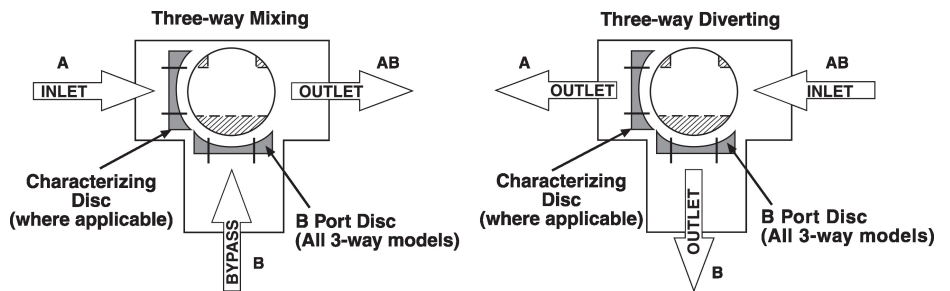 Three-way Mixing
A
AB
INLET
OUTLET
Characterizing
Disc
(where applicable)
B Port Disc
(All 3-way models)
BYPASS
B
Three-way Diverting
A
AB
OUTLET
INLET
Characterizing
Disc
(where applicable)
B Port Disc
(All 3-way models)
OUTLET
B